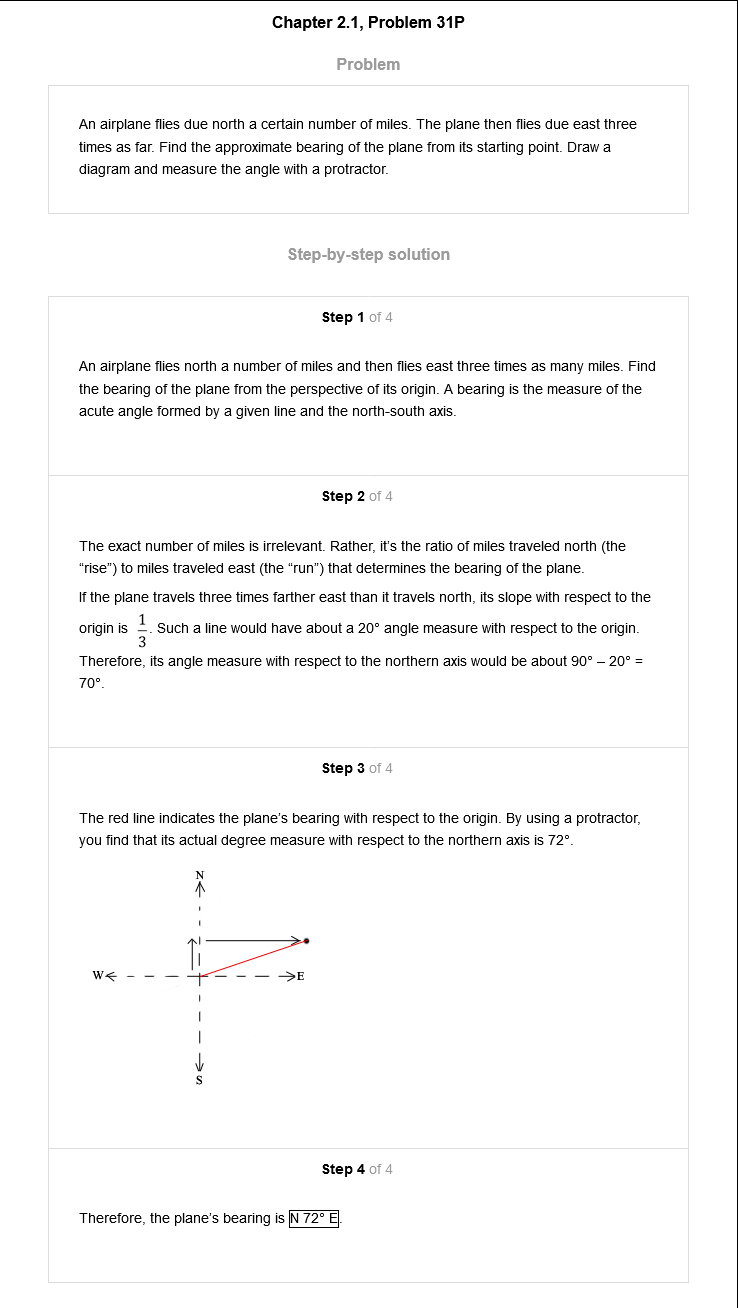 Chapter 2.1, Problem 31P
Problem
An airplane flies due north a certain number of miles. The plane then flies due east three
times as far. Find the approximate bearing of the plane from its starting point. Draw a
diagram and measure the angle with a protractor.
Step-by-step solution
Step 1 of 4
An airplane flies north a number of miles and then flies east three times as many miles. Find
the bearing of the plane from the perspective of its origin. A bearing is the measure of the
acute angle formed by a given line and the north-south axis.
Step 2 of 4
The exact number of miles is irrelevant. Rather, it’s the ratio of miles traveled north (the
“rise”) to miles traveled east (the “run”) that determines the bearing of the plane.
If the plane travels three times farther east than it travels north, its slope with respect to the
origin is 1/3. Such a line would have about a 20° angle measure with respect to the origin.
Therefore, its angle measure with respect to the northern axis would be about 90° – 20° =
70°.
Step 3 of 4
The red line indicates the plane’s bearing with respect to the origin. By using a protractor,
you find that its actual degree measure with respect to the northern axis is 72°.
N
W E
S
Step 4 of 4
Therefore, the plane’s bearing is N 72° E.